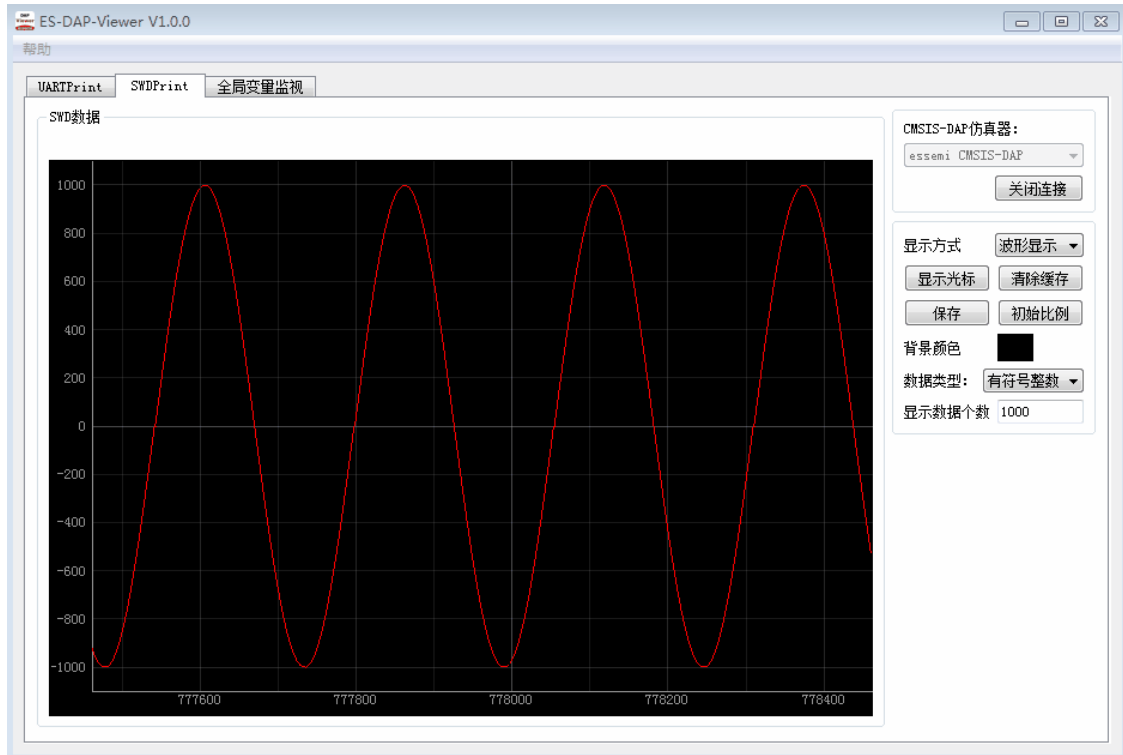 ES-DAP-Viewer V1.0.0
帮助
UARTPrint SWDPrint 全局变量监视
SWD数据
1000
800
600
400
200
0
-200
-400
-600
-800
-1000
777600 777800 778000 778200 778400
CMSIS-DAP仿真器:
essemi CMSIS-DAP
关闭连接
显示方式 波形显示
显示光标 清除缓存
保存 初始比例
背景颜色
数据类型: 有符号整数
显示数据个数 1000